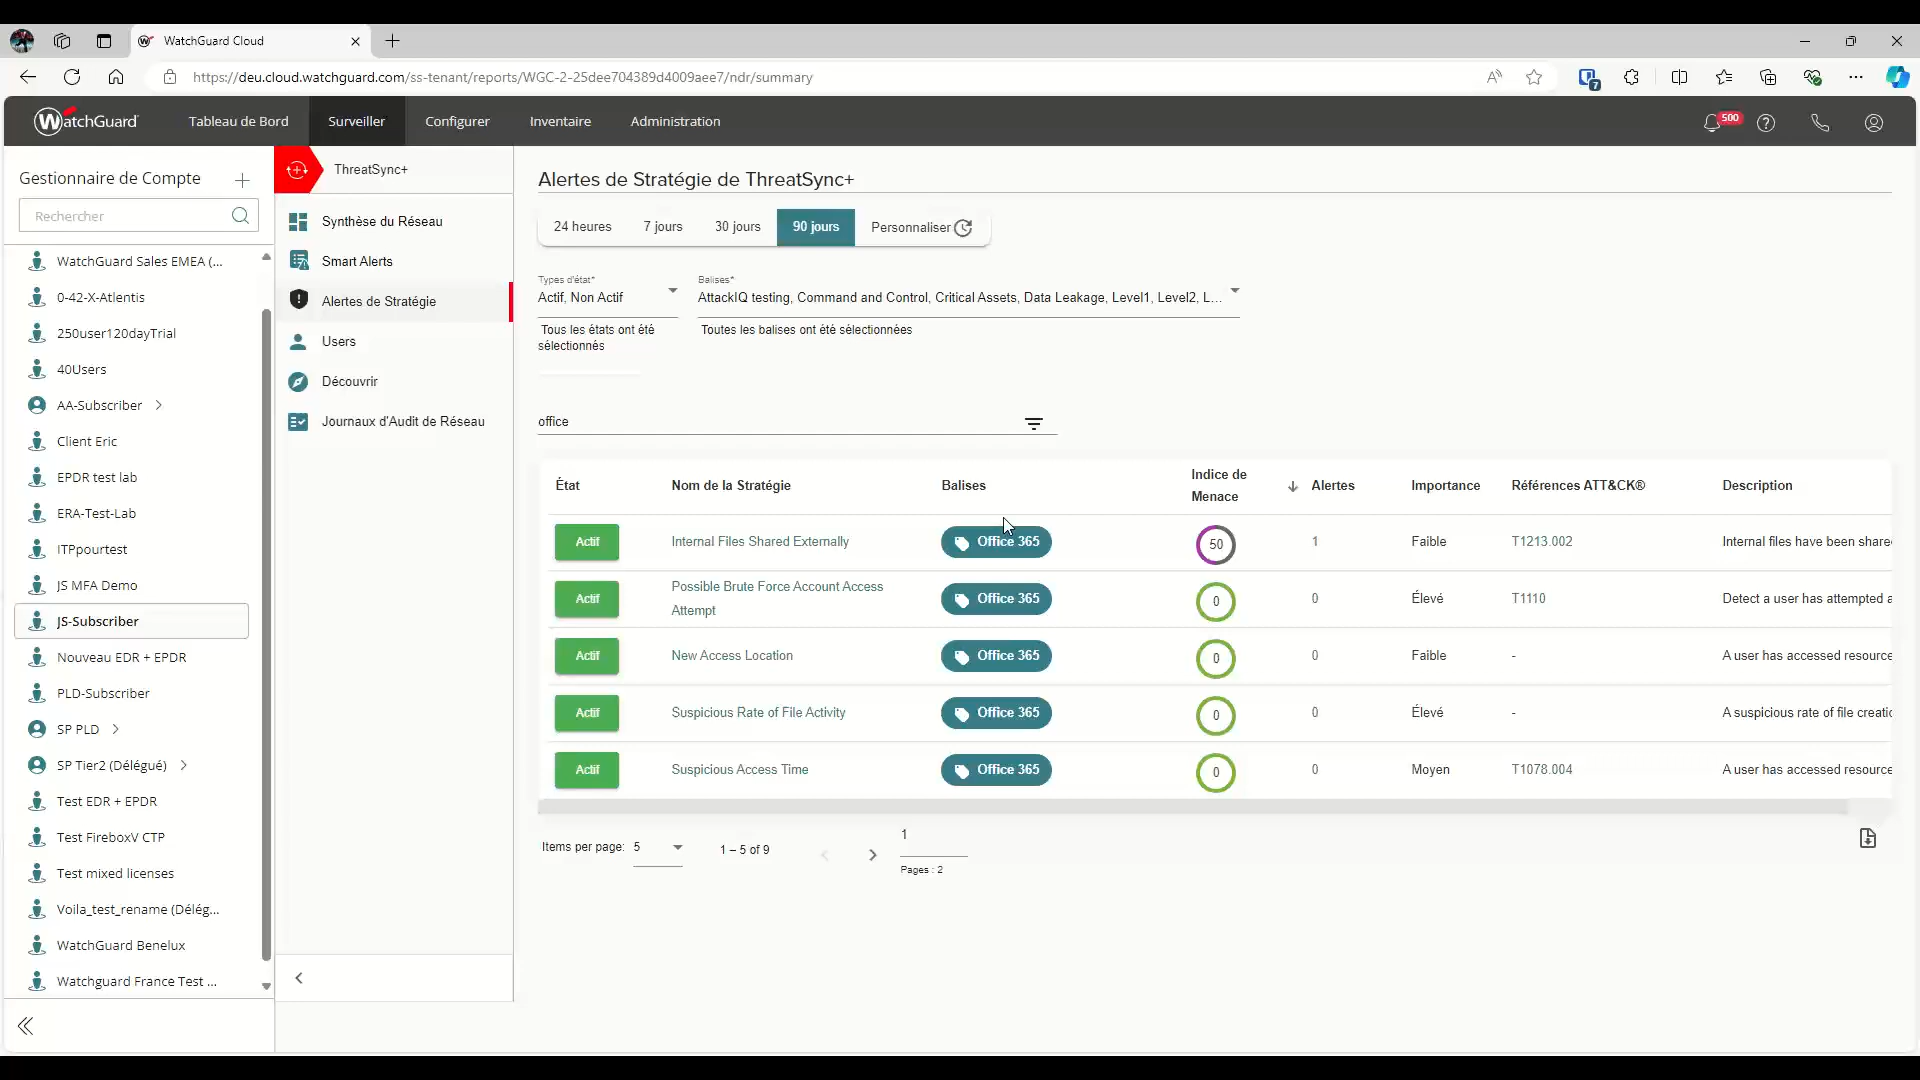 WatchGuard Cloud
https://deu.cloud.watchguard.com/ss-tenant/reports/WGC-2-25dee704389d4009aee7/ndr/summary
7
WatchGuard
Tableau de Bord
Surveiller
Configurer
Inventaire
Administration
500
Gestionnaire de Compte
Rechercher
WatchGuard Sales EMEA (...
0-42-X-Atlentis
250user120dayTrial
40Users
AA-Subscriber
Client Eric
EPDR test lab
ERA-Test-Lab
ITPpourtest
JS MFA Demo
JS-Subscriber
Nouveau EDR + EPDR
PLD-Subscriber
SP PLD
SP Tier2 (Délégué)
Test EDR + EPDR
Test FireboxV CTP
Test mixed licenses
Voila_test_rename (Délég...
WatchGuard Benelux
Watchguard France Test ...
ThreatSync+
Synthèse du Réseau
Smart Alerts
Alertes de Stratégie
Users
Découvrir
Journaux d'Audit de Réseau
Alertes de Stratégie de ThreatSync+
24 heures 7 jours 30 jours 90 jours Personnaliser
Types d'état* Balises*
Actif, Non Actif AttackIQ testing, Command and Control, Critical Assets, Data Leakage, Level1, Level2, L...
Tous les états ont été Toutes les balises ont été sélectionnées
sélectionnés
office
État Nom de la Stratégie Balises Indice de Menace Alertes Importance Références ATT&CK® Description
Actif Internal Files Shared Externally Office 365 50 1 Faible T1213.002 Internal files have been share
Actif Possible Brute Force Account Access Attempt Office 365 0 0 Élevé T1110 Detect a user has attempted a
Actif New Access Location Office 365 0 0 Faible - A user has accessed resource
Actif Suspicious Rate of File Activity Office 365 0 0 Élevé - A suspicious rate of file creatic
Actif Suspicious Access Time Office 365 0 0 Moyen T1078.004 A user has accessed resource
Items per page: 5 1 – 5 of 9 1
Pages : 2